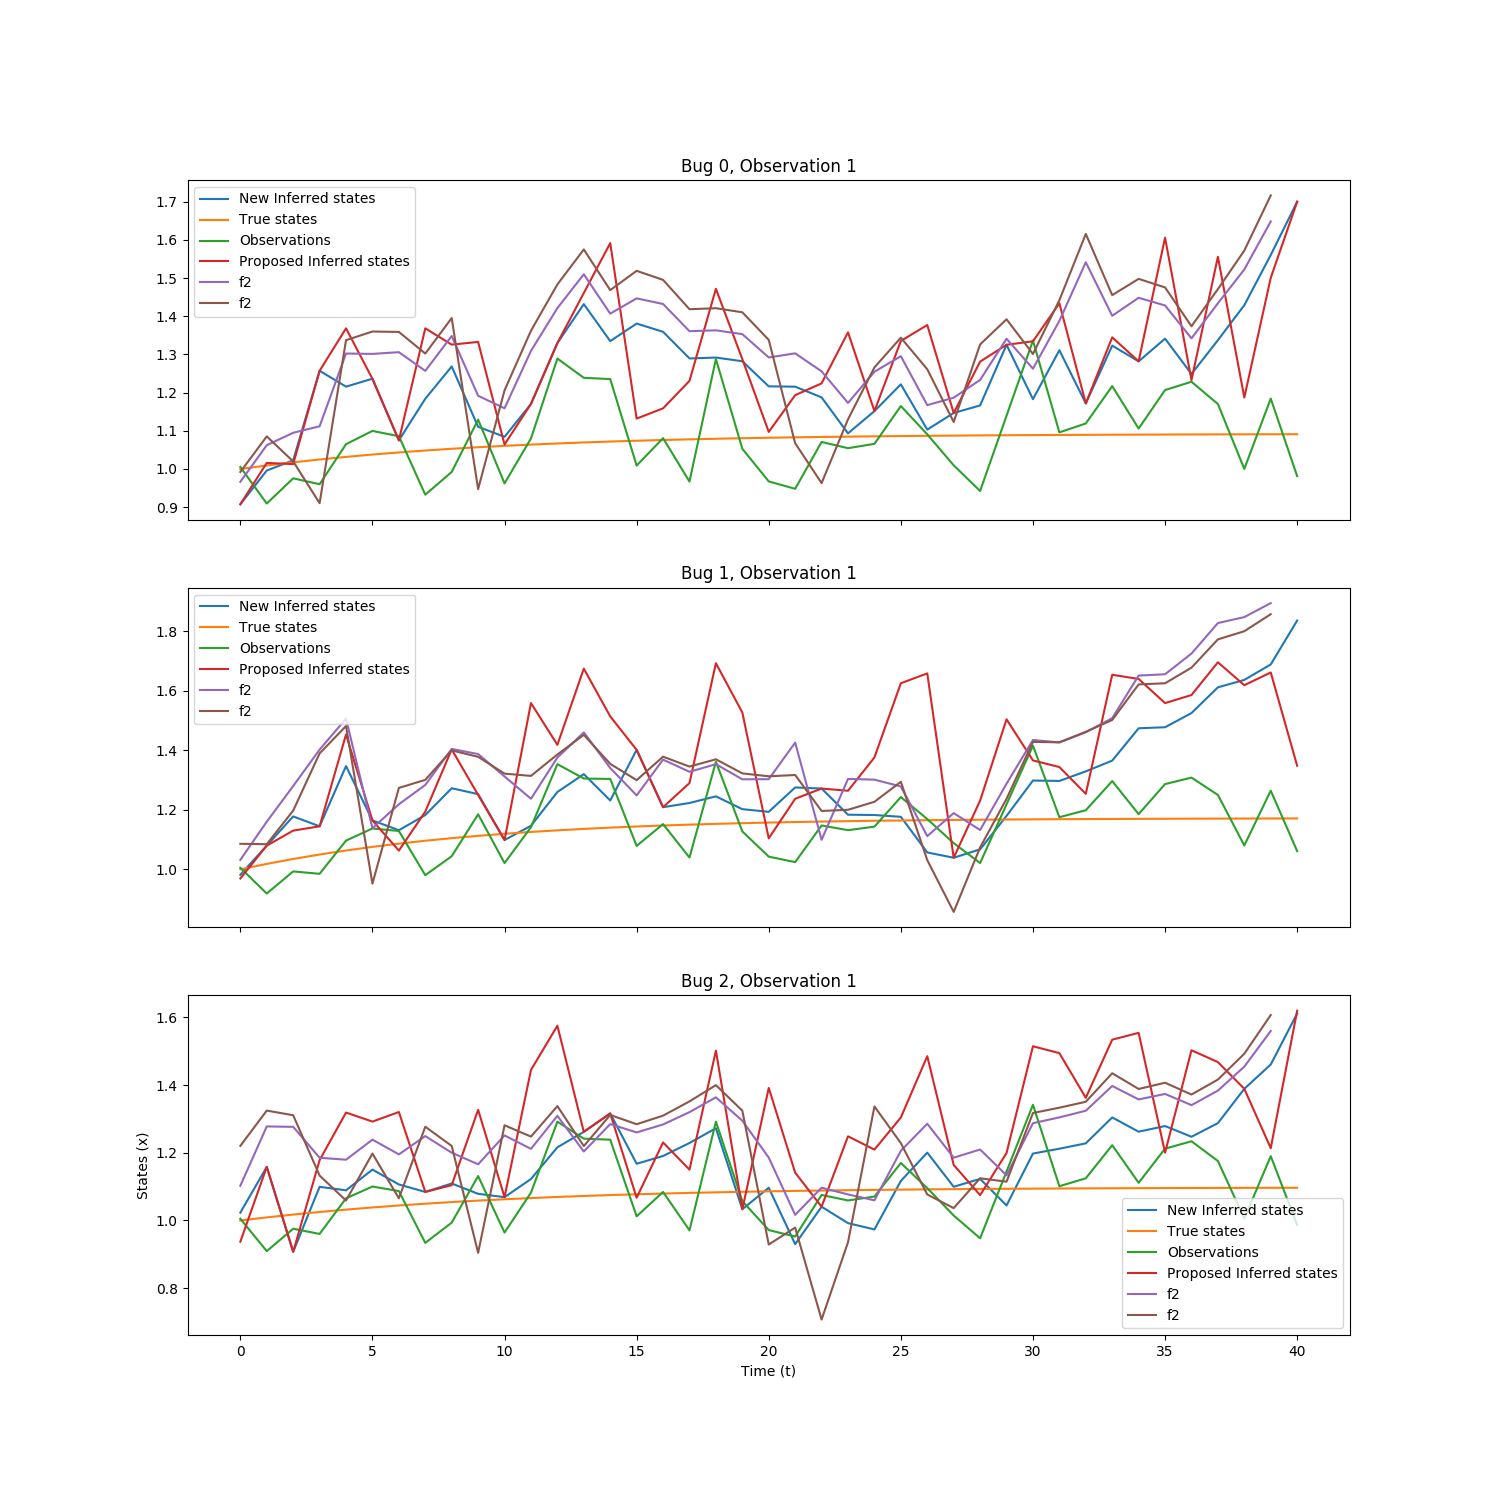 Bug 0, Observation 1
New Inferred states
True states
Observations
Proposed Inferred states
f2
f2
1.7
1.6
1.5
1.4
1.3
1.2
1.1
1.0
0.9
Bug 1, Observation 1
New Inferred states
True states
Observations
Proposed Inferred states
f2
f2
1.8
1.6
1.4
1.2
1.0
Bug 2, Observation 1
1.6
1.4
1.2
1.0
0.8
States (x)
New Inferred states
True states
Observations
Proposed Inferred states
f2
f2
0 5 10 15 20 25 30 35 40
Time (t)